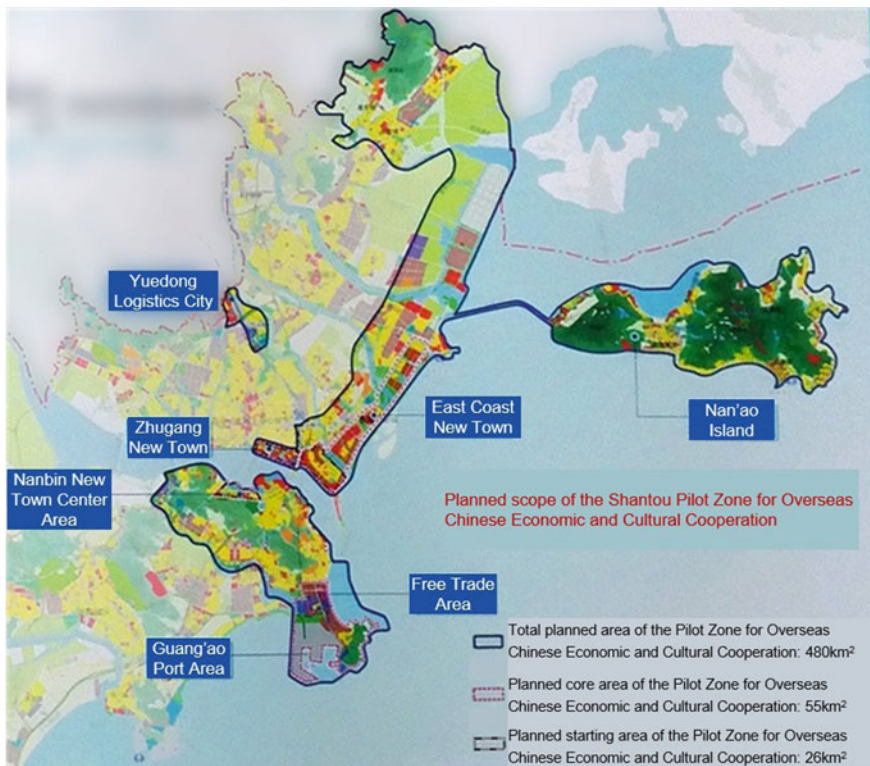 Yuedong
Logistics City
Zhugang
New Town
East Coast
New Town
Nan'ao
Island
Nanbin New
Town Center
Area
Planned scope of the Shantou Pilot Zone for Overseas
Chinese Economic and Cultural Cooperation
Free Trade
Area
Guang'ao
Port Area
Total planned area of the Pilot Zone for Overseas
Chinese Economic and Cultural Cooperation: 480km²
Planned core area of the Pilot Zone for Overseas
Chinese Economic and Cultural Cooperation: 55km²
Planned starting area of the Pilot Zone for Overseas
Chinese Economic and Cultural Cooperation: 26km²